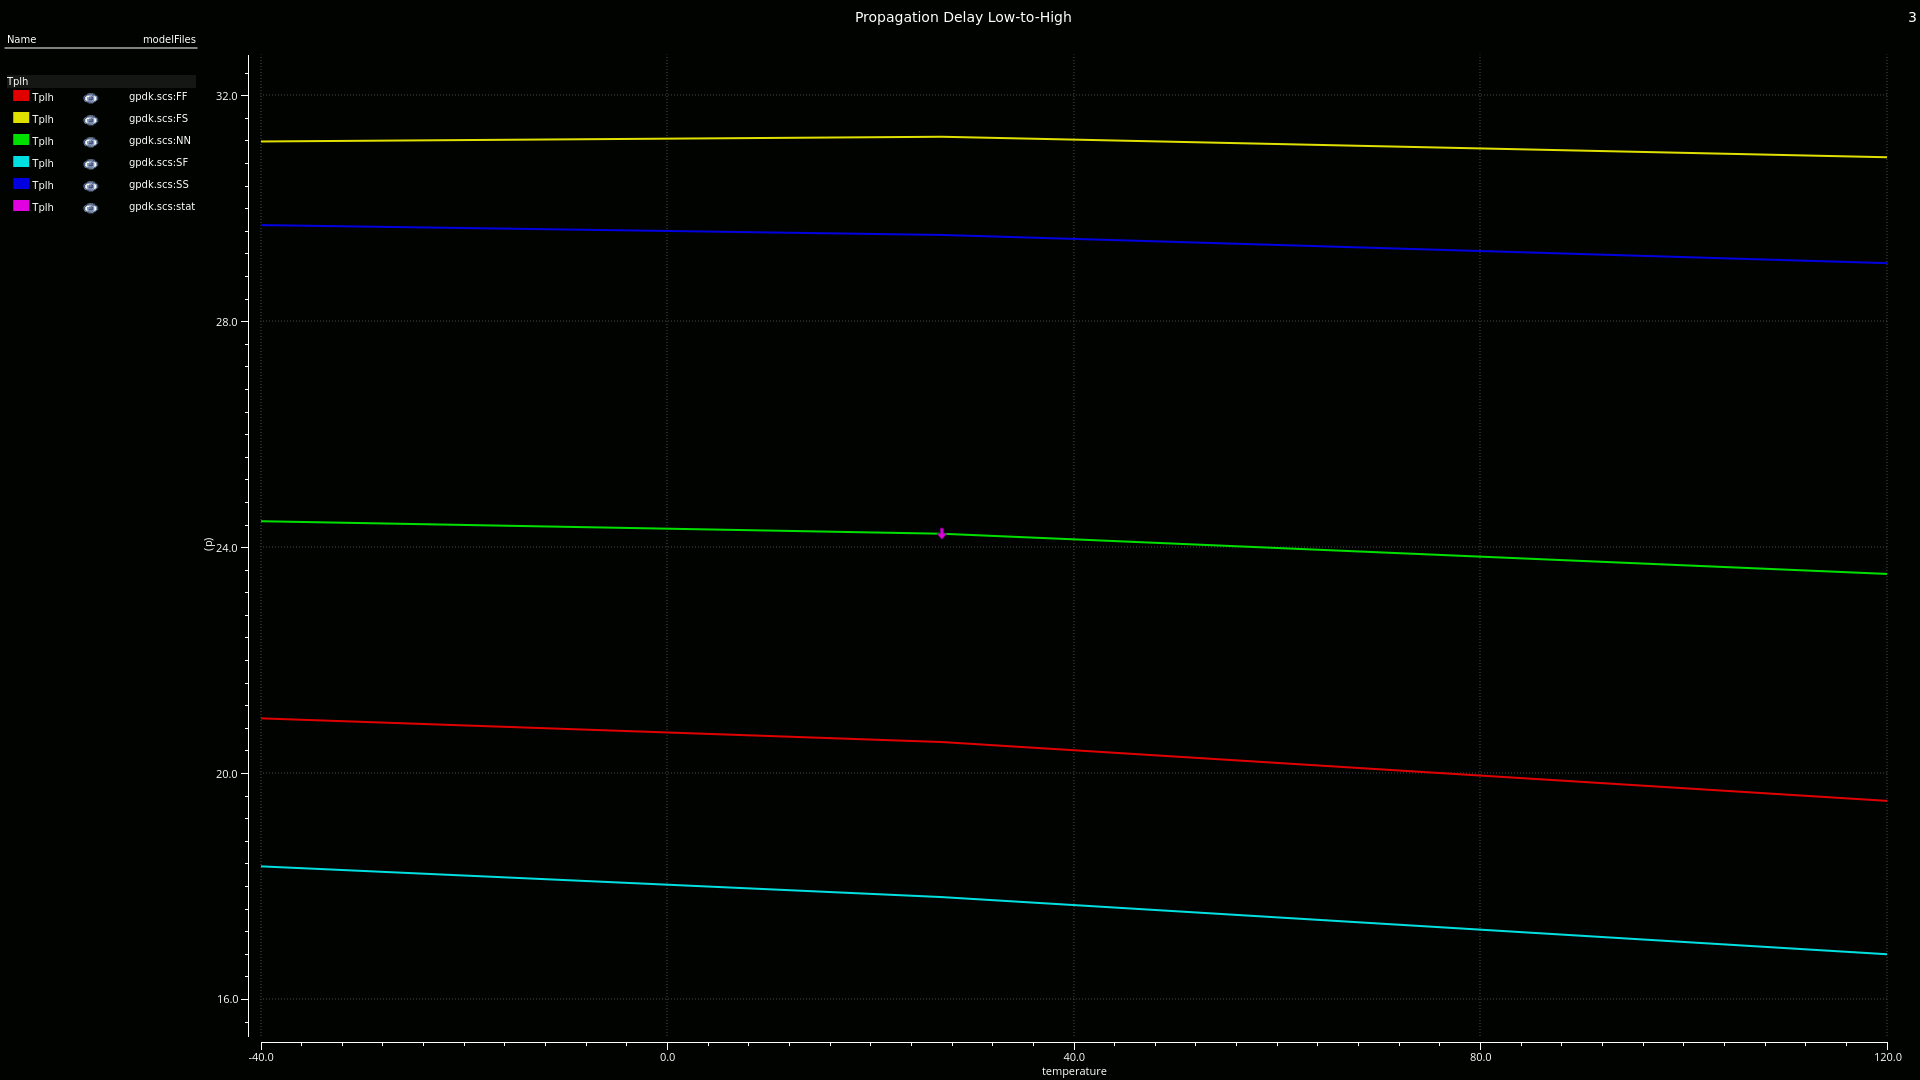 Propagation Delay Low-to-High
3
Name modelFiles
Tplh
Tplh gpdk.scs:FF
Tplh gpdk.scs:FS
Tplh gpdk.scs:NN
Tplh gpdk.scs:SF
Tplh gpdk.scs:SS
Tplh gpdk.scs:stat
32.0
28.0
(p)
24.0
20.0
16.0
-40.0 0.0 40.0 80.0 120.0
temperature